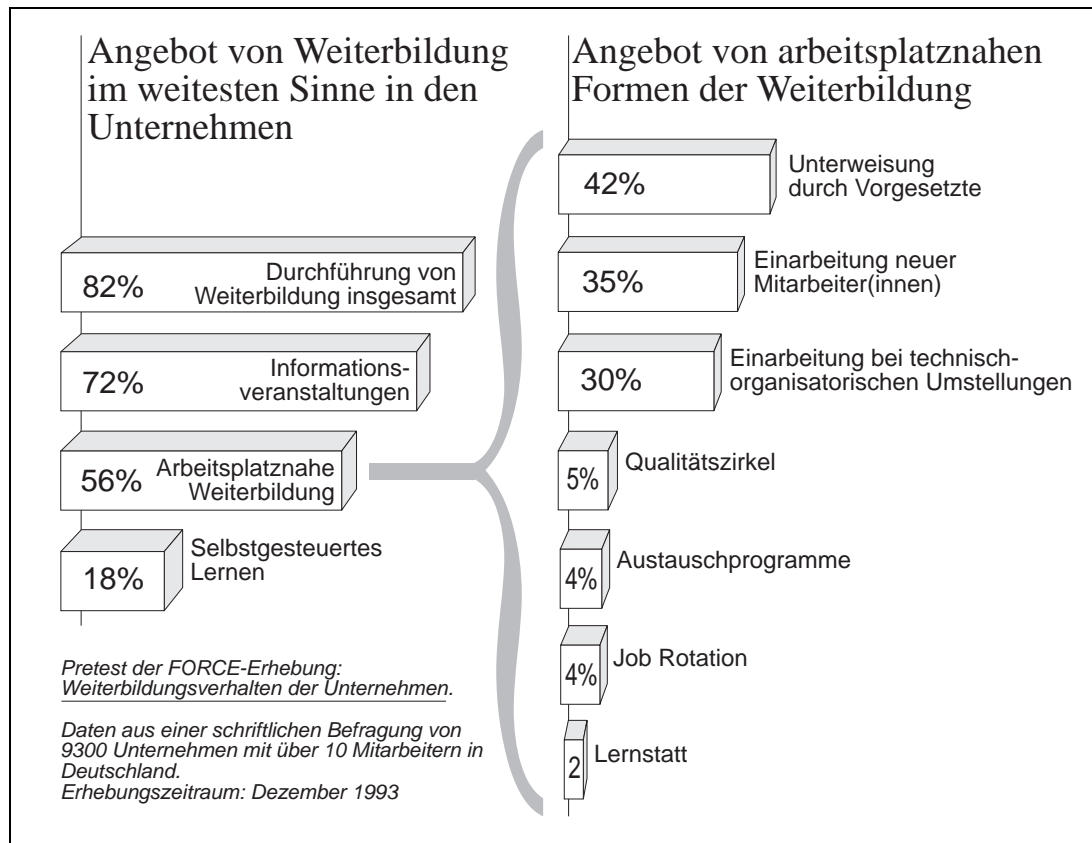 Angebot von Weiterbildung
im weitesten Sinne in den
Unternehmen
82%
Durchführung von
Weiterbildung insgesamt
72%
Informations-
veranstaltungen
56%
Arbeitsplatznahe
Weiterbildung
18%
Selbstgesteuertes
Lernen
Pretest der FORCE-Erhebung:
Weiterbildungsverhalten der Unternehmen.
Daten aus einer schriftlichen Befragung von
9300 Unternehmen mit über 10 Mitarbeitern in
Deutschland.
Erhebungszeitraum: Dezember 1993
Angebot von arbeitsplatznahen
Formen der Weiterbildung
42%
Unterweisung
durch Vorgesetzte
35%
Einarbeitung neuer
Mitarbeiter(innen)
30%
Einarbeitung bei technisch-
organisatorischen Umstellungen
5%
Qualitätszirkel
4%
Austauschprogramme
4%
Job Rotation
2
Lernstatt